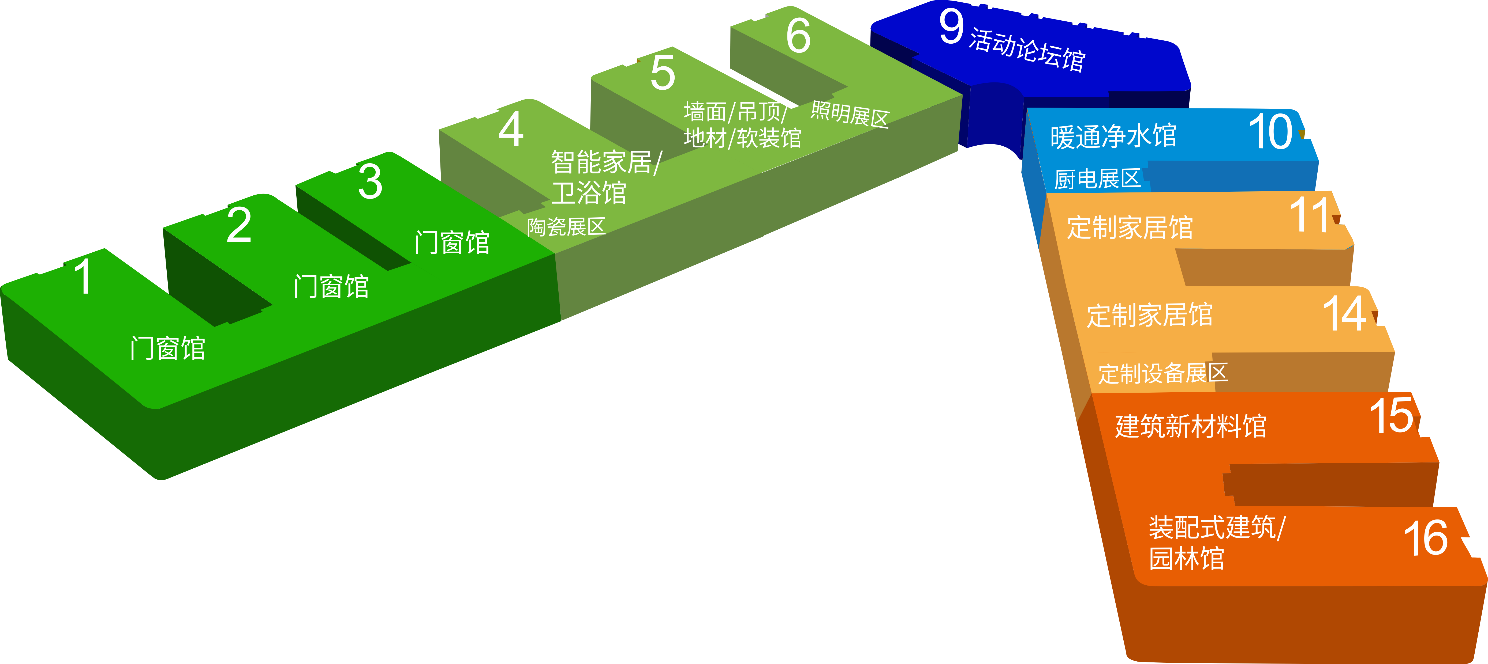 1
门窗馆
2
门窗馆
3
门窗馆
4
智能家居/
卫浴馆
陶瓷展区
5
墙面/吊顶/
地材/软装馆
6
照明展区
9
活动论坛馆
10
暖通净水馆
厨电展区
11
定制家居馆
14
定制家居馆
定制设备展区
15
建筑新材料馆
16
装配式建筑/
园林馆